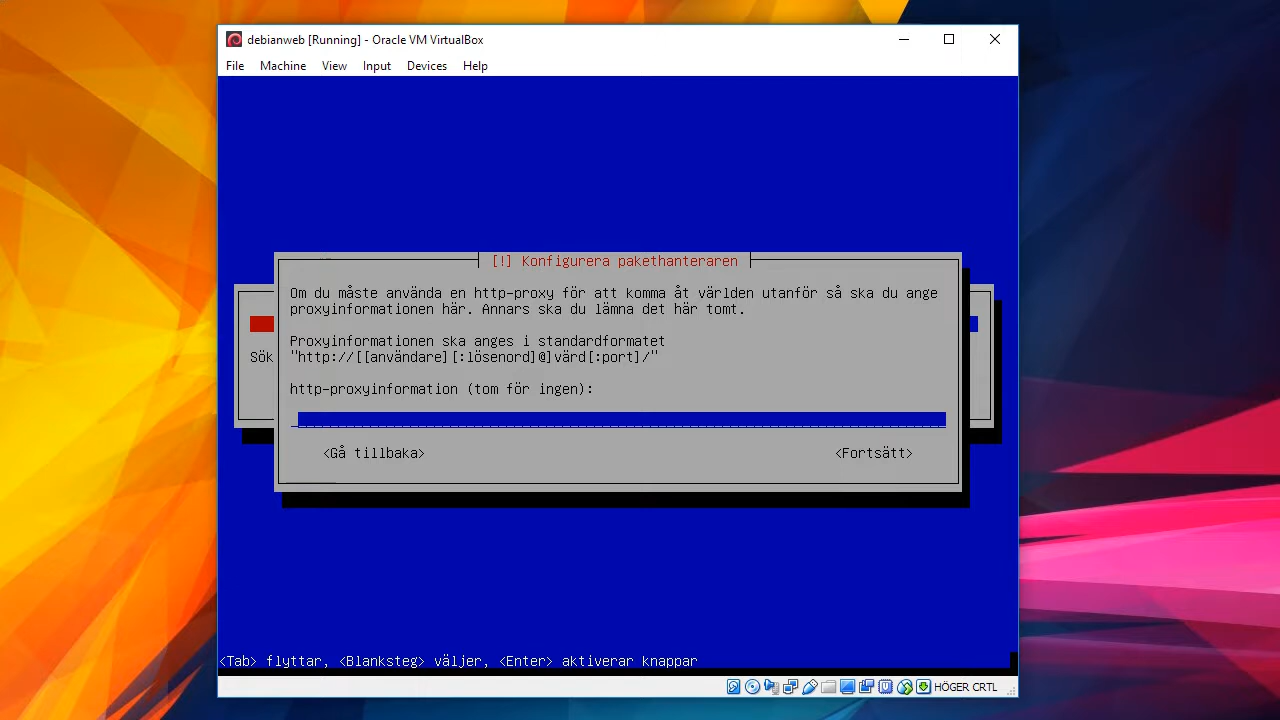 debianweb [Running] - Oracle VM VirtualBox
File Machine View Input Devices Help
[!] Konfigurera pakethanteraren
Om du måste använda en http-proxy för att komma åt världen utanför så ska du ange
proxyinformationen här. Annars ska du lämna det här tomt.
Proxyinformationen ska anges i standardformatet
"http://[[användare][:lösenord]@]värd[:port]/"
Sök
http-proxyinformation (tom för ingen):
<Gå tillbaka> <Fortsätt>
<Tab> flyttar, <Blanksteg> väljer, <Enter> aktiverar knappar
HÖGER CRTL